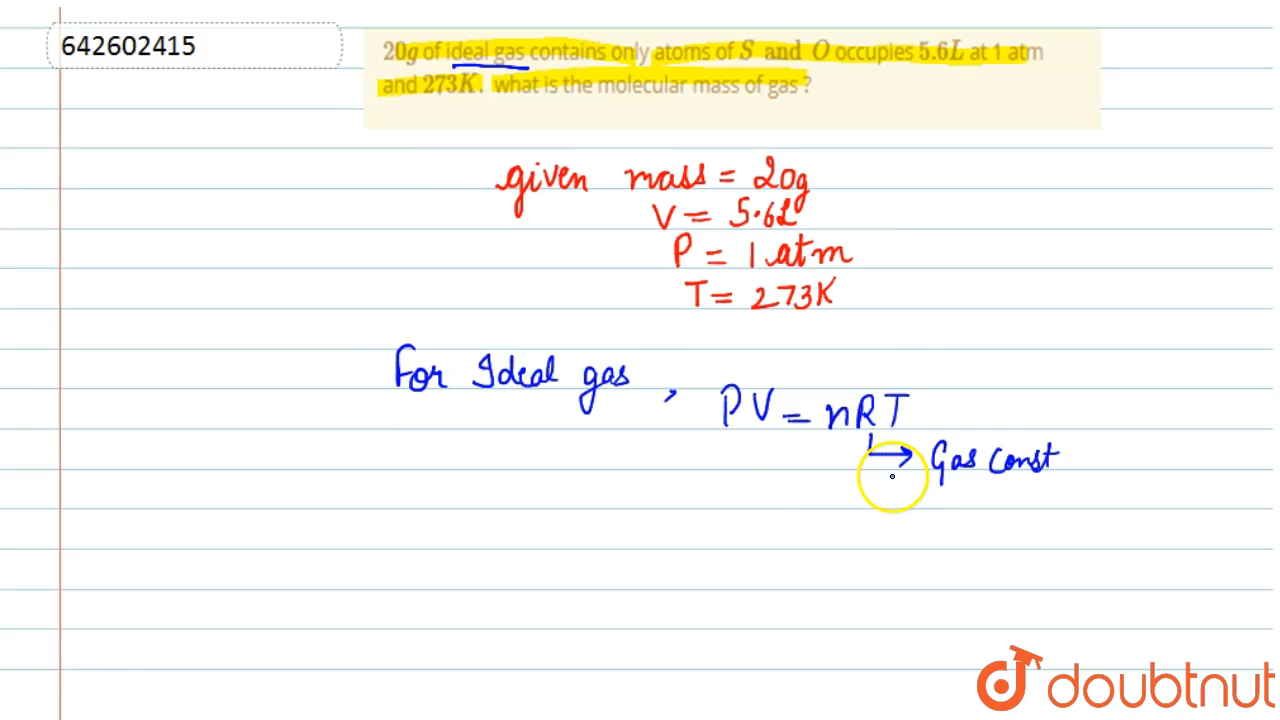 642602415
20g of ideal gas contains only atoms of S and O occupies 5.6L at 1 atm
and 273K. what is the molecular mass of gas ?
given mass = 20g
V = 5.6L
P = 1 atm
T = 273K
For Ideal gas , PV = nRT
Gas const
doubtnut